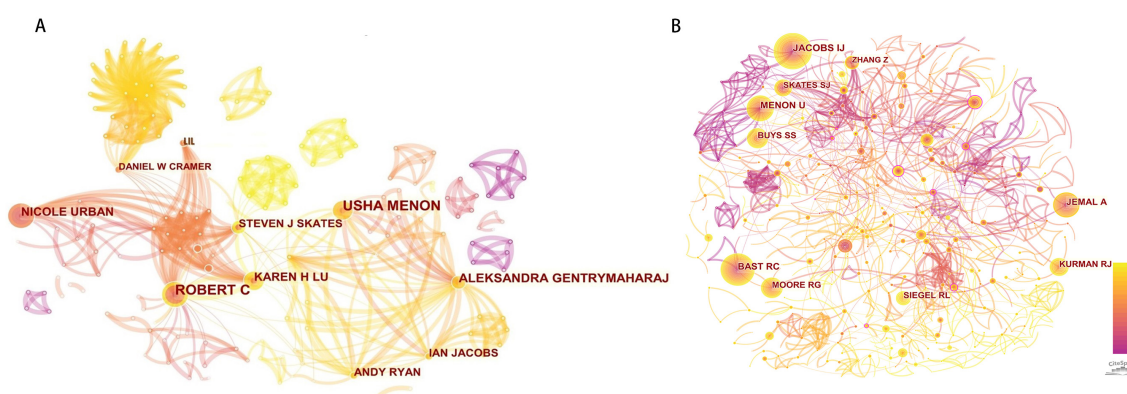 A
LIL
DANIEL W CRAMER
NICOLE URBAN
USHA MENON
STEVEN J SKATES
KAREN H LU
ALEKSANDRA GENTRYMAHARAJ
ROBERT C
IAN JACOBS
ANDY RYAN
B
JACOBS IJ
ZHANG Z
SKATES SJ
MENON U
BUYS SS
JEMAL A
BAST RC
KURMAN RJ
MOORE RG
SIEGEL RL